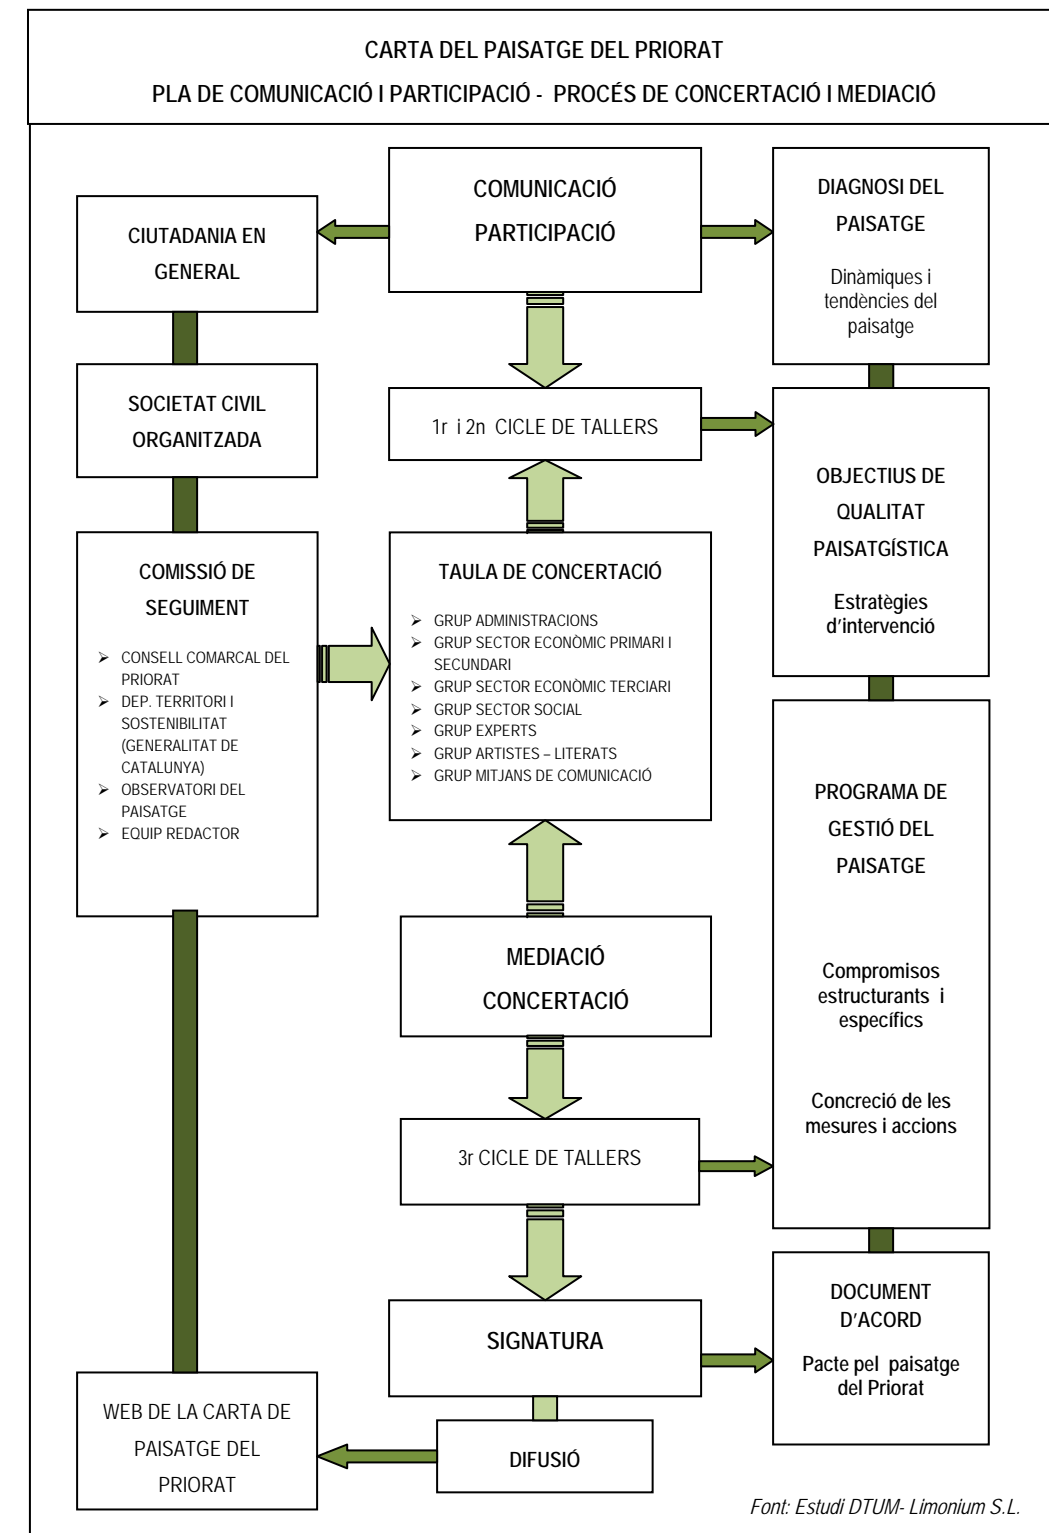 CARTA DEL PAISATGE DEL PRIORAT
PLA DE COMUNICACIÓ I PARTICIPACIÓ - PROCÉS DE CONCERTACIÓ I MEDIACIÓ
CIUTADANIA EN
GENERAL
SOCIETAT CIVIL
ORGANITZADA
COMISSIÓ DE
SEGUIMENT
➢ CONSELL COMARCAL DEL
PRIORAT
➢ DEP. TERRITORI I
SOSTENIBILITAT
(GENERALITAT DE
CATALUNYA)
➢ OBSERVATORI DEL
PAISATGE
➢ EQUIP REDACTOR
WEB DE LA CARTA DE
PAISATGE DEL
PRIORAT
COMUNICACIÓ
PARTICIPACIÓ
1r i 2n CICLE DE TALLERS
TAULA DE CONCERTACIÓ
➢ GRUP ADMINISTRACIONS
➢ GRUP SECTOR ECONÒMIC PRIMARI I
SECUNDARI
➢ GRUP SECTOR ECONÒMIC TERCIARI
➢ GRUP SECTOR SOCIAL
➢ GRUP EXPERTS
➢ GRUP ARTISTES – LITERATS
➢ GRUP MITJANS DE COMUNICACIÓ
MEDIACIÓ
CONCERTACIÓ
3r CICLE DE TALLERS
SIGNATURA
DIFUSIÓ
DIAGNOSI DEL
PAISATGE
Dinàmiques i
tendències del
paisatge
OBJECTIUS DE
QUALITAT
PAISATGÍSTICA
Estratègies
d'intervenció
PROGRAMA DE
GESTIÓ DEL
PAISATGE
Compromisos
estructurants i
específics
Concreció de les
mesures i accions
DOCUMENT
D'ACORD
Pacte pel paisatge
del Priorat
Font: Estudi DTUM- Limonium S.L.